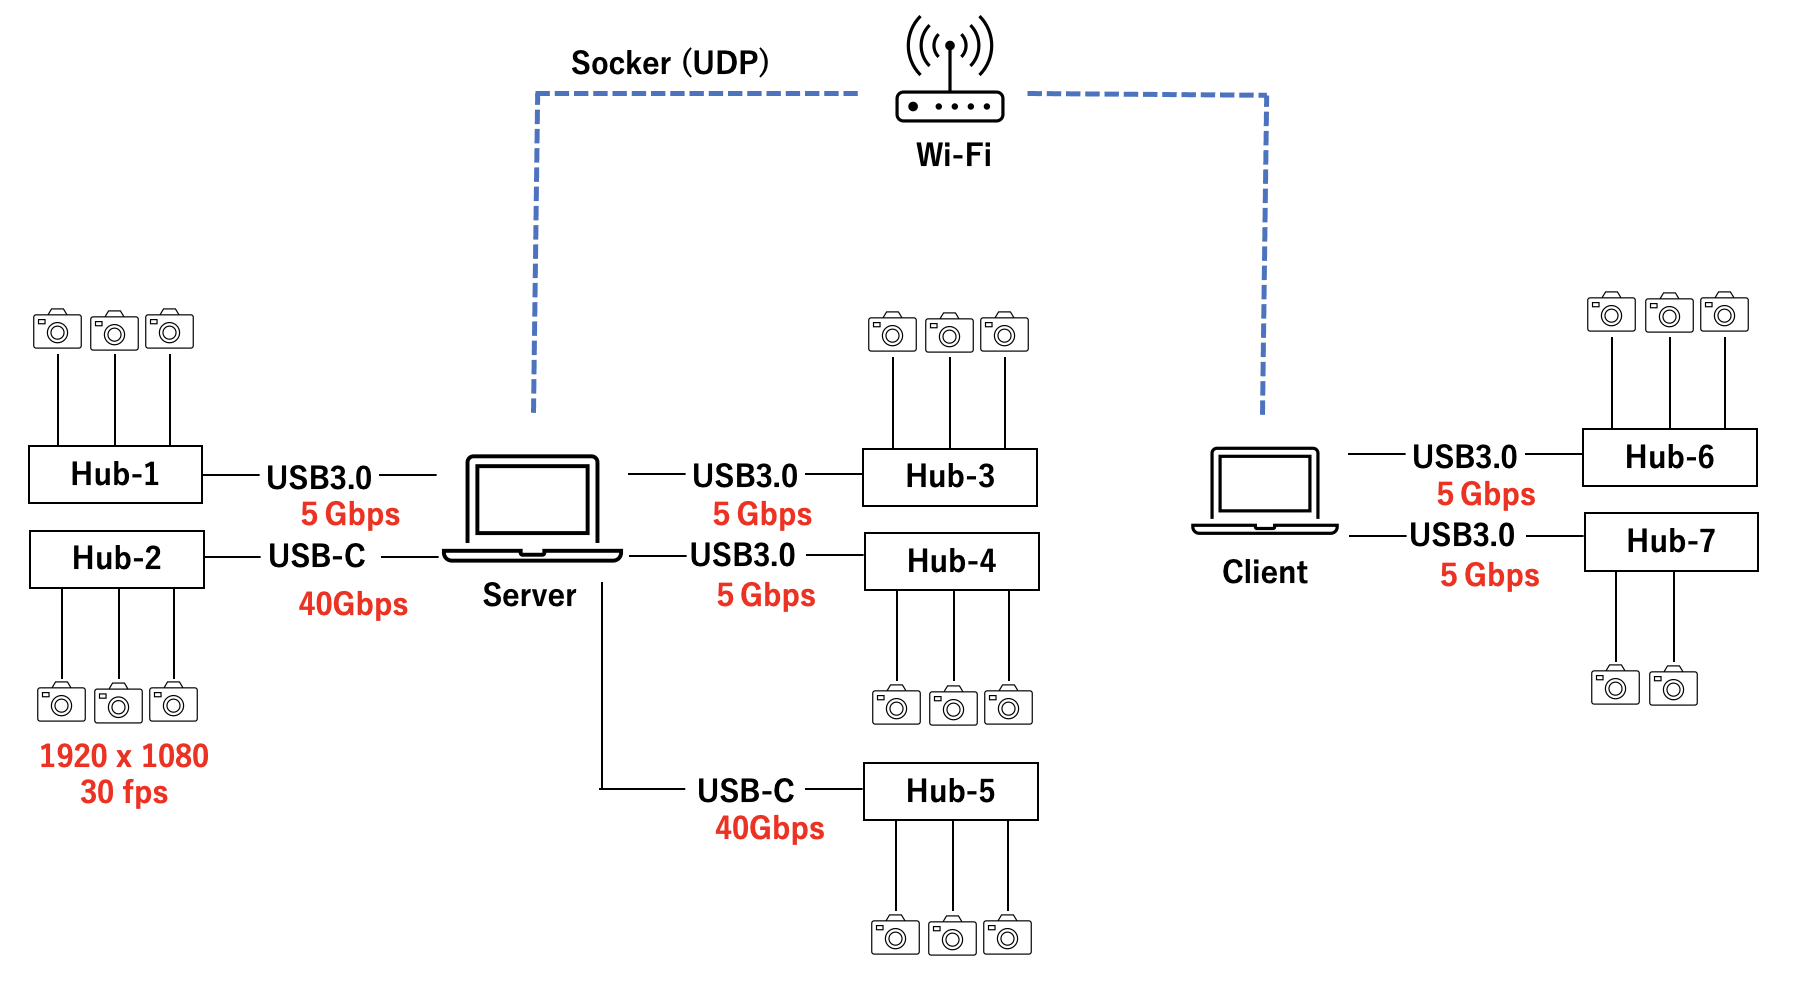 Socker (UDP)
Wi-Fi
Hub-1
USB3.0
5 Gbps
Hub-2
USB-C
40Gbps
1920 x 1080
30 fps
Server
USB3.0
5 Gbps
Hub-3
USB3.0
5 Gbps
Hub-4
USB-C
40Gbps
Hub-5
Client
USB3.0
5 Gbps
Hub-6
USB3.0
5 Gbps
Hub-7